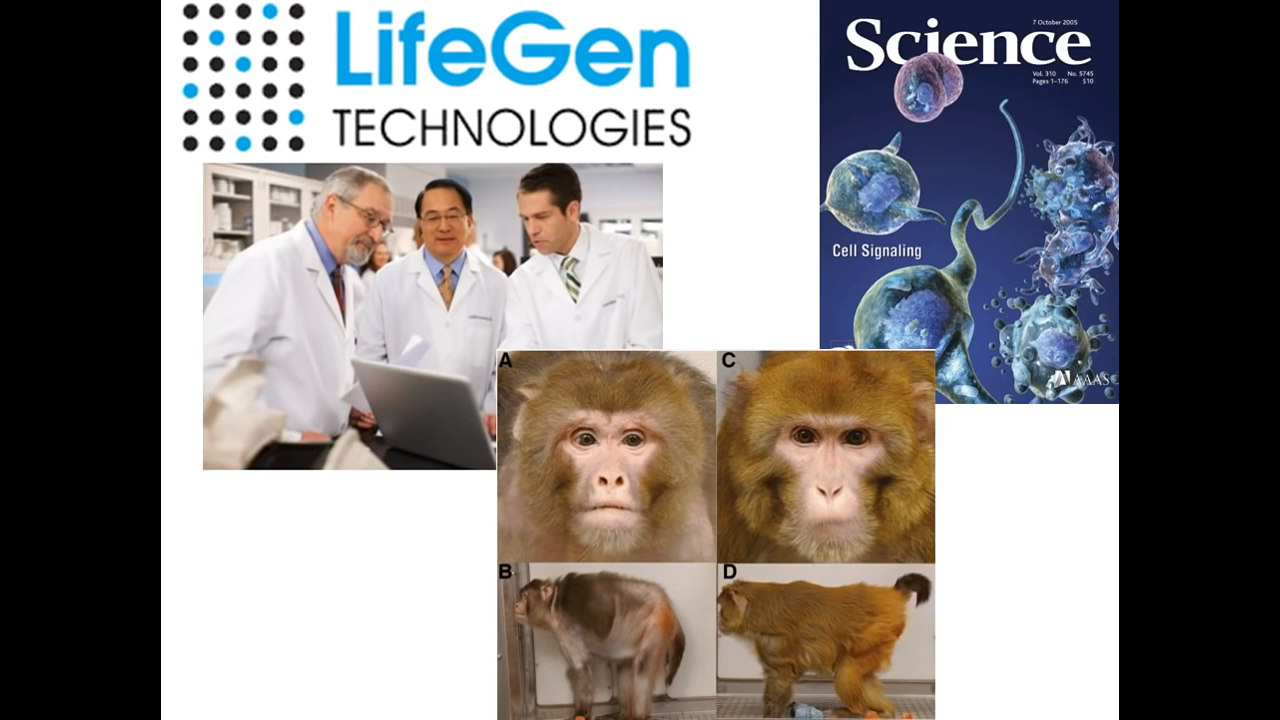 LifeGen
TECHNOLOGIES
7 October 2005
Science
Vol. 310 No. 5745
Pages 1–176 $10
Cell Signaling
AAAS
A
C
B
D